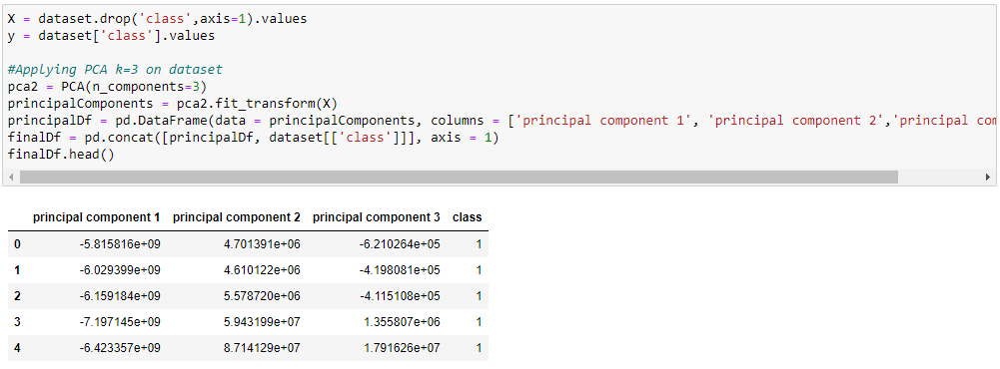 X = dataset.drop('class',axis=1).values
y = dataset['class'].values
#Applying PCA k=3 on dataset
pca2 = PCA(n_components=3)
principalComponents = pca2.fit_transform(X)
principalDf = pd.DataFrame(data = principalComponents, columns = ['principal component 1', 'principal component 2','principal
finalDf = pd.concat([principalDf, dataset[['class']]], axis = 1)
finalDf.head()
principal component 1 principal component 2 principal component 3 class
0 -5.815816e+09 4.701391e+06 -6.210264e+05 1
1 -6.029399e+09 4.610122e+06 -4.198081e+05 1
2 -6.159184e+09 5.578720e+06 -4.115108e+05 1
3 -7.197145e+09 5.943199e+07 1.355807e+06 1
4 -6.423357e+09 8.714129e+07 1.791626e+07 1